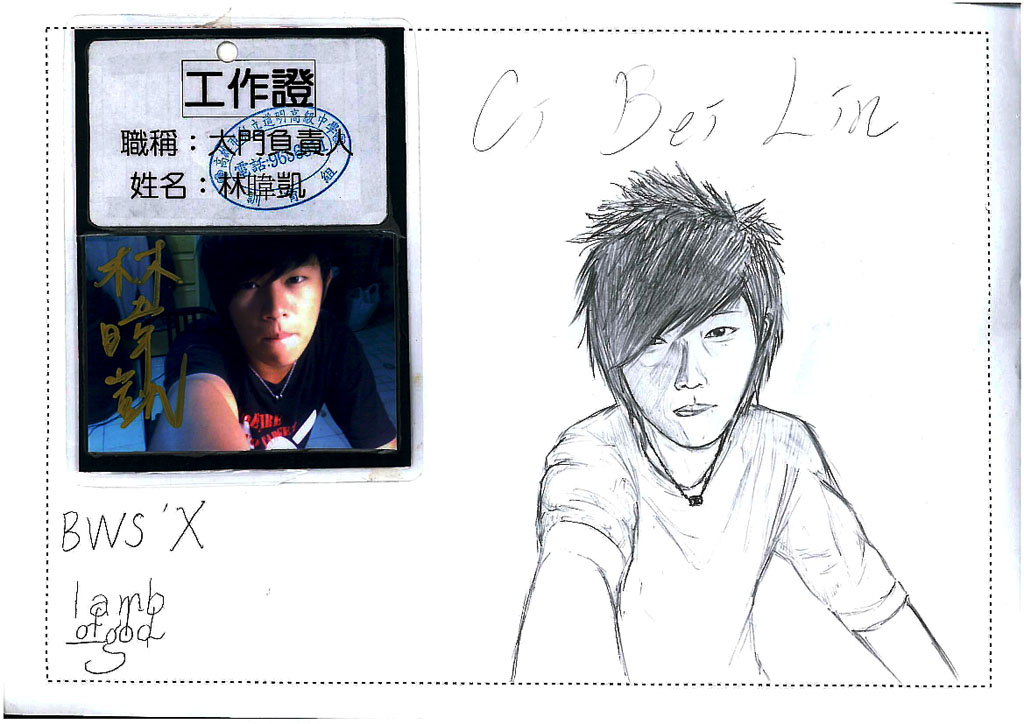 工作證
職稱：大門負責人
姓名：林暐凱
林
暐
凱
Ci Bei Lin
BWS'X
lamb
of god